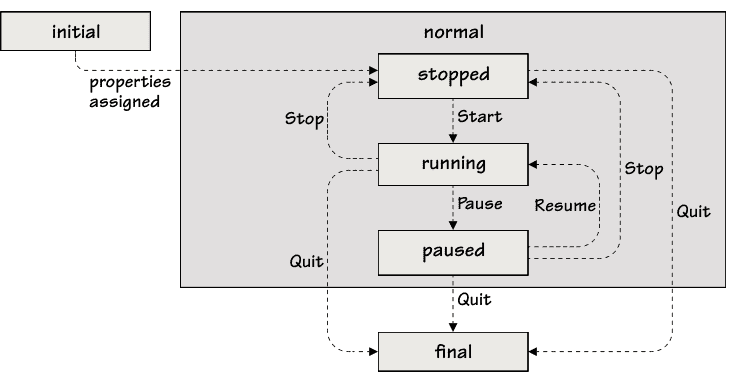 initial
normal
properties
assigned
stopped
Stop
Start
running
Stop
Pause
Resume
Quit
paused
Quit
Quit
final